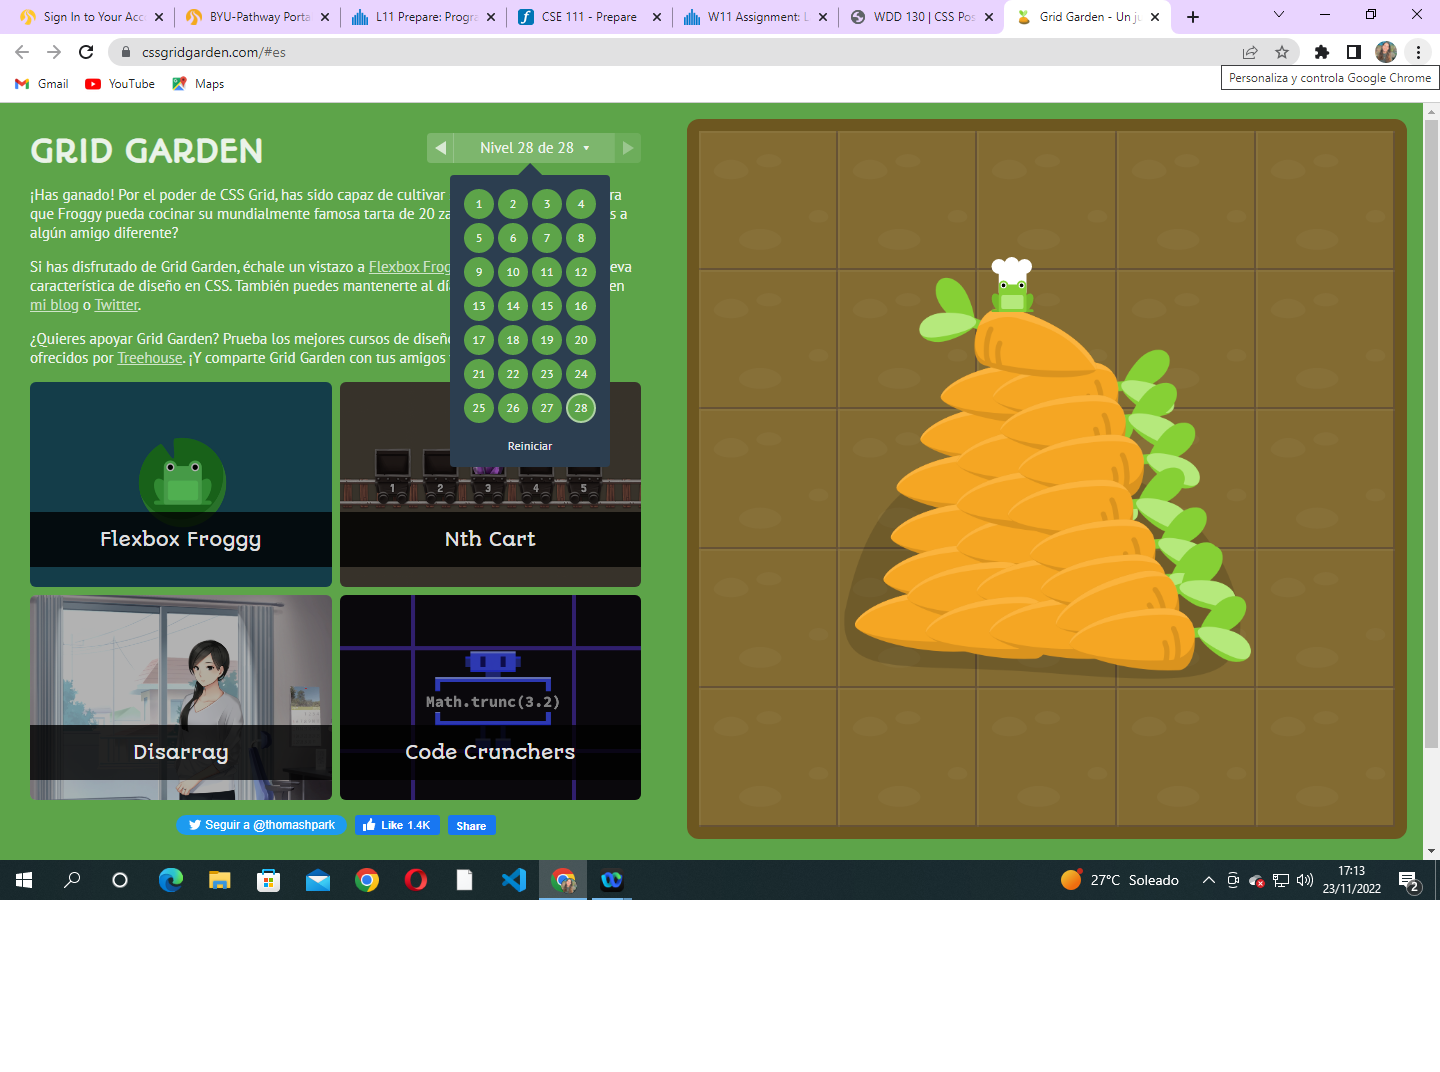 Sign In to Your Acc
BYU-Pathway Porta
L11 Prepare: Progra
CSE 111 - Prepare
W11 Assignment: L
WDD 130 | CSS Pos
Grid Garden - Un ju
cssgridgarden.com/#es
Gmail
YouTube
Maps
Personaliza y controla Google Chrome
GRID GARDEN
Nivel 28 de 28
¡Has ganado! Por el poder de CSS Grid, has sido capaz de cultivar
ra
que Froggy pueda cocinar su mundialmente famosa tarta de 20 za
s a
algún amigo diferente?
Si has disfrutado de Grid Garden, échale un vistazo a Flexbox Frog
eva
característica de diseño en CSS. También puedes mantenerte al dí
en
mi blog o Twitter.
¿Quieres apoyar Grid Garden? Prueba los mejores cursos de diseñ
ofrecidos por Treehouse. ¡Y comparte Grid Garden con tus amigos
1 2 3 4
5 6 7 8
9 10 11 12
13 14 15 16
17 18 19 20
21 22 23 24
25 26 27 28
Reiniciar
Flexbox Froggy
1 2 3 4 5
Nth Cart
Disarray
Math.trunc(3.2)
Code Crunchers
Seguir a @thomashpark
Like 1.4K
Share
27°C Soleado
17:13
23/11/2022
2